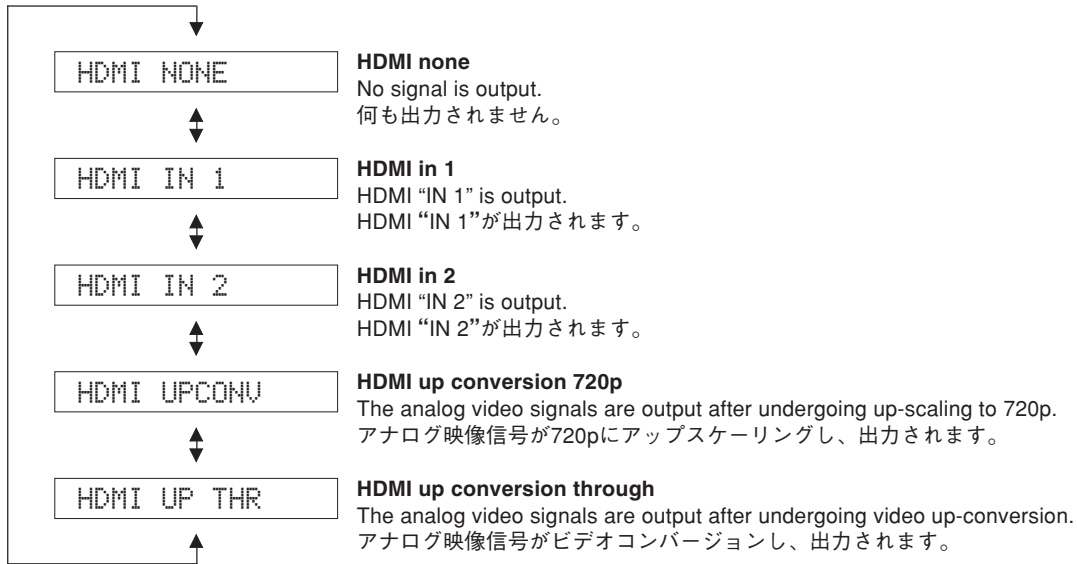 HDMI NONE
HDMI none
No signal is output.
何も出力されません。
HDMI IN 1
HDMI in 1
HDMI “IN 1” is output.
HDMI “IN 1”が出力されます。
HDMI IN 2
HDMI in 2
HDMI “IN 2” is output.
HDMI “IN 2”が出力されます。
HDMI UPCONV
HDMI up conversion 720p
The analog video signals are output after undergoing up-scaling to 720p.
アナログ映像信号が720pにアップスケーリングし、出力されます。
HDMI UP THR
HDMI up conversion through
The analog video signals are output after undergoing video up-conversion.
アナログ映像信号がビデオコンバージョンし、出力されます。